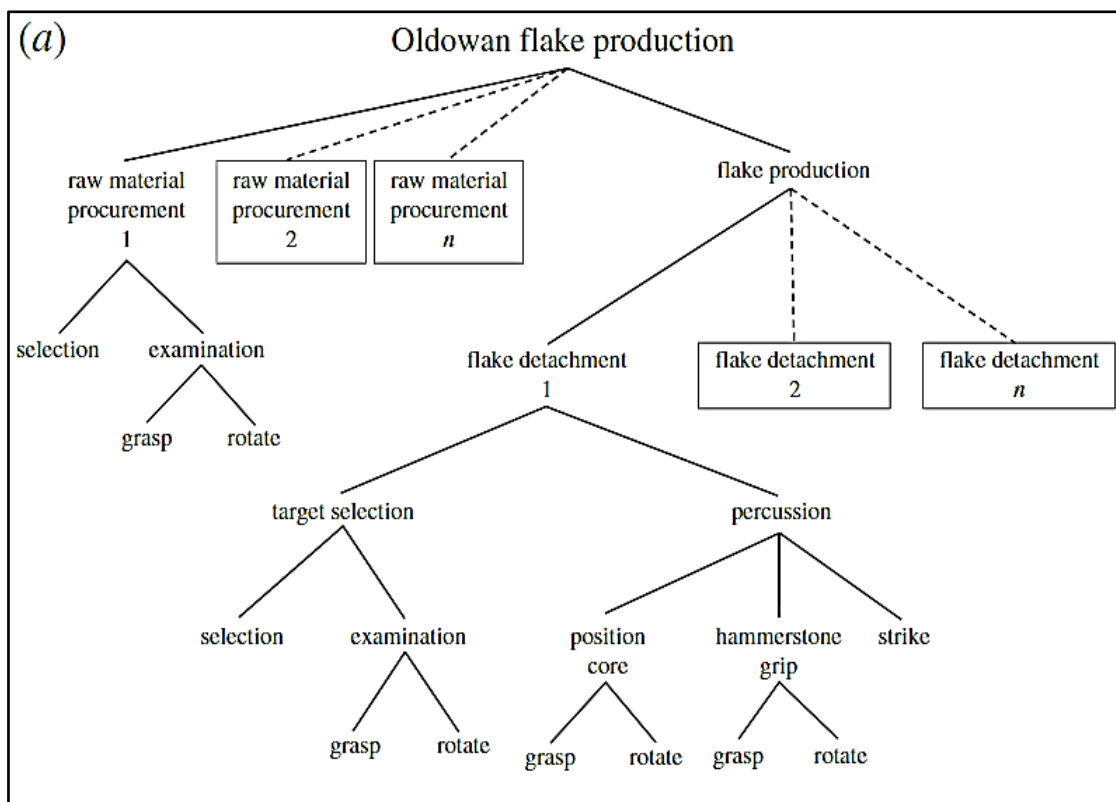 (a)
Oldowan flake production
raw material
procurement
1
raw material
procurement
2
raw material
procurement
n
flake production
selection
examination
grasp
rotate
flake detachment
1
flake detachment
2
flake detachment
n
target selection
percussion
selection
examination
position
core
hammerstone
grip
strike
grasp
rotate
grasp
rotate
grasp
rotate